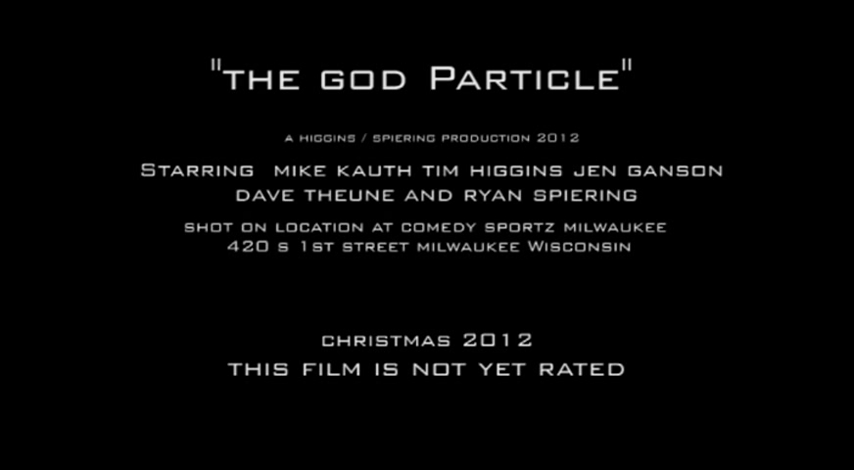 "THE GOD PARTICLE"
A HIGGINS / SPIERING PRODUCTION 2012
STARRING MIKE KAUTH TIM HIGGINS JEN GANSON
DAVE THEUNE AND RYAN SPIERING
SHOT ON LOCATION AT COMEDY SPORTZ MILWAUKEE
420 S 1ST STREET MILWAUKEE WISCONSIN
CHRISTMAS 2012
THIS FILM IS NOT YET RATED